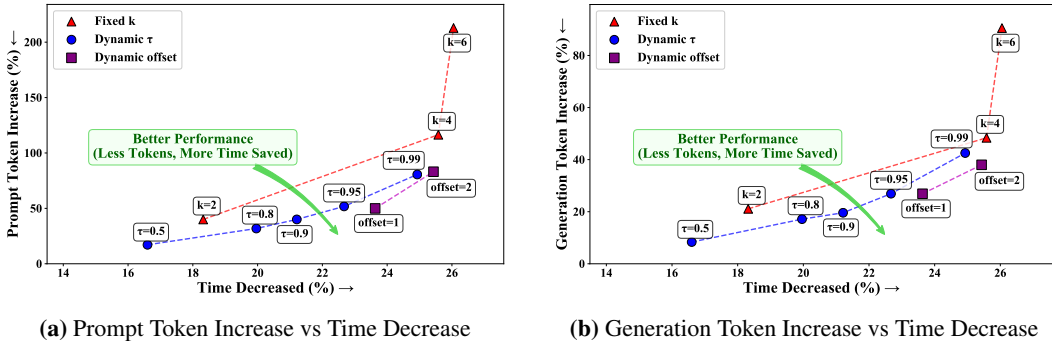 Fixed k
Dynamic τ
Dynamic offset
Better Performance
(Less Tokens, More Time Saved)
k=2
k=4
k=6
τ=0.5
τ=0.8
τ=0.9
τ=0.95
τ=0.99
offset=1
offset=2
0
50
100
150
200
14
16
18
20
22
24
26
Prompt Token Increase (%) ←
Time Decreased (%) →
(a) Prompt Token Increase vs Time Decrease
Fixed k
Dynamic τ
Dynamic offset
Better Performance
(Less Tokens, More Time Saved)
k=2
k=4
k=6
τ=0.5
τ=0.8
τ=0.9
τ=0.95
τ=0.99
offset=1
offset=2
0
20
40
60
80
14
16
18
20
22
24
26
Generation Token Increase (%) ←
Time Decreased (%) →
(b) Generation Token Increase vs Time Decrease